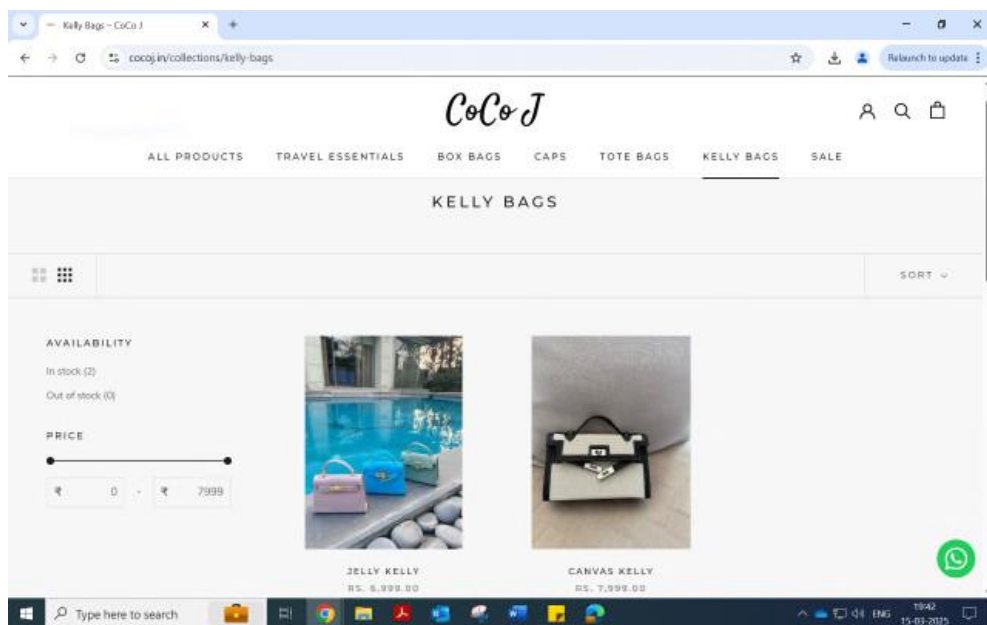 Kelly Bags – CoCo J
cocoj.in/collections/kelly-bags
Relaunch to update
CoCo J
ALL PRODUCTS TRAVEL ESSENTIALS BOX BAGS CAPS TOTE BAGS KELLY BAGS SALE
KELLY BAGS
SORT
AVAILABILITY
In stock (2)
Out of stock (0)
PRICE
₹ 0 - ₹ 7999
JELLY KELLY
RS. 6,999.00
CANVAS KELLY
RS. 7,999.00
Type here to search
ENG
19:42
15-03-2025